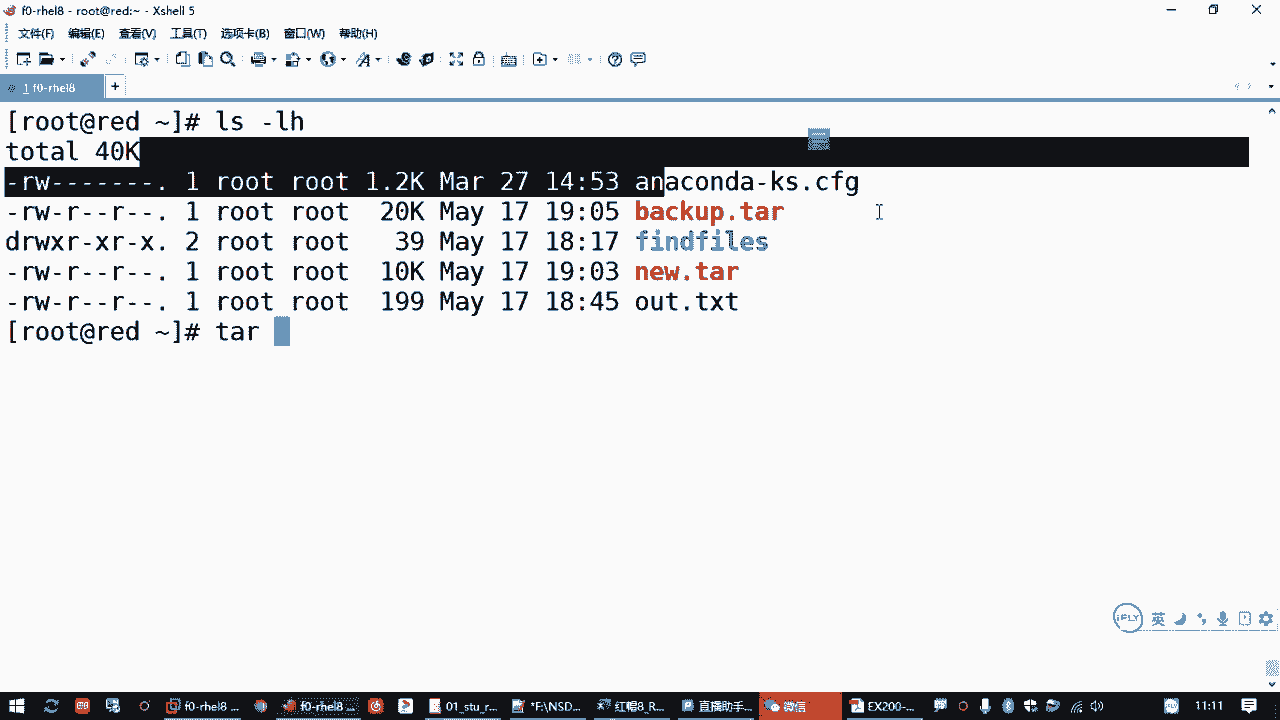 f0-rhel8 - root@red:~ - Xshell 5
文件(F) 编辑(E) 查看(V) 工具(T) 选项卡(B) 窗口(W) 帮助(H)
1 f0-rhel8
[root@red ~]# ls -lh
total 40K
-rw-------. 1 root root 1.2K Mar 27 14:53 anaconda-ks.cfg
-rw-r--r--. 1 root root 20K May 17 19:05 backup.tar
drwxr-xr-x. 2 root root 39 May 17 18:17 findfiles
-rw-r--r--. 1 root root 10K May 17 19:03 new.tar
-rw-r--r--. 1 root root 199 May 17 18:45 out.txt
[root@red ~]# tar
iFLY 英
f0-rhel8 ... f0-rhel8 ... 01_stu_r... *F:\NSD... 红帽8_R... 直播助手... 微信 EX200-... 11:11